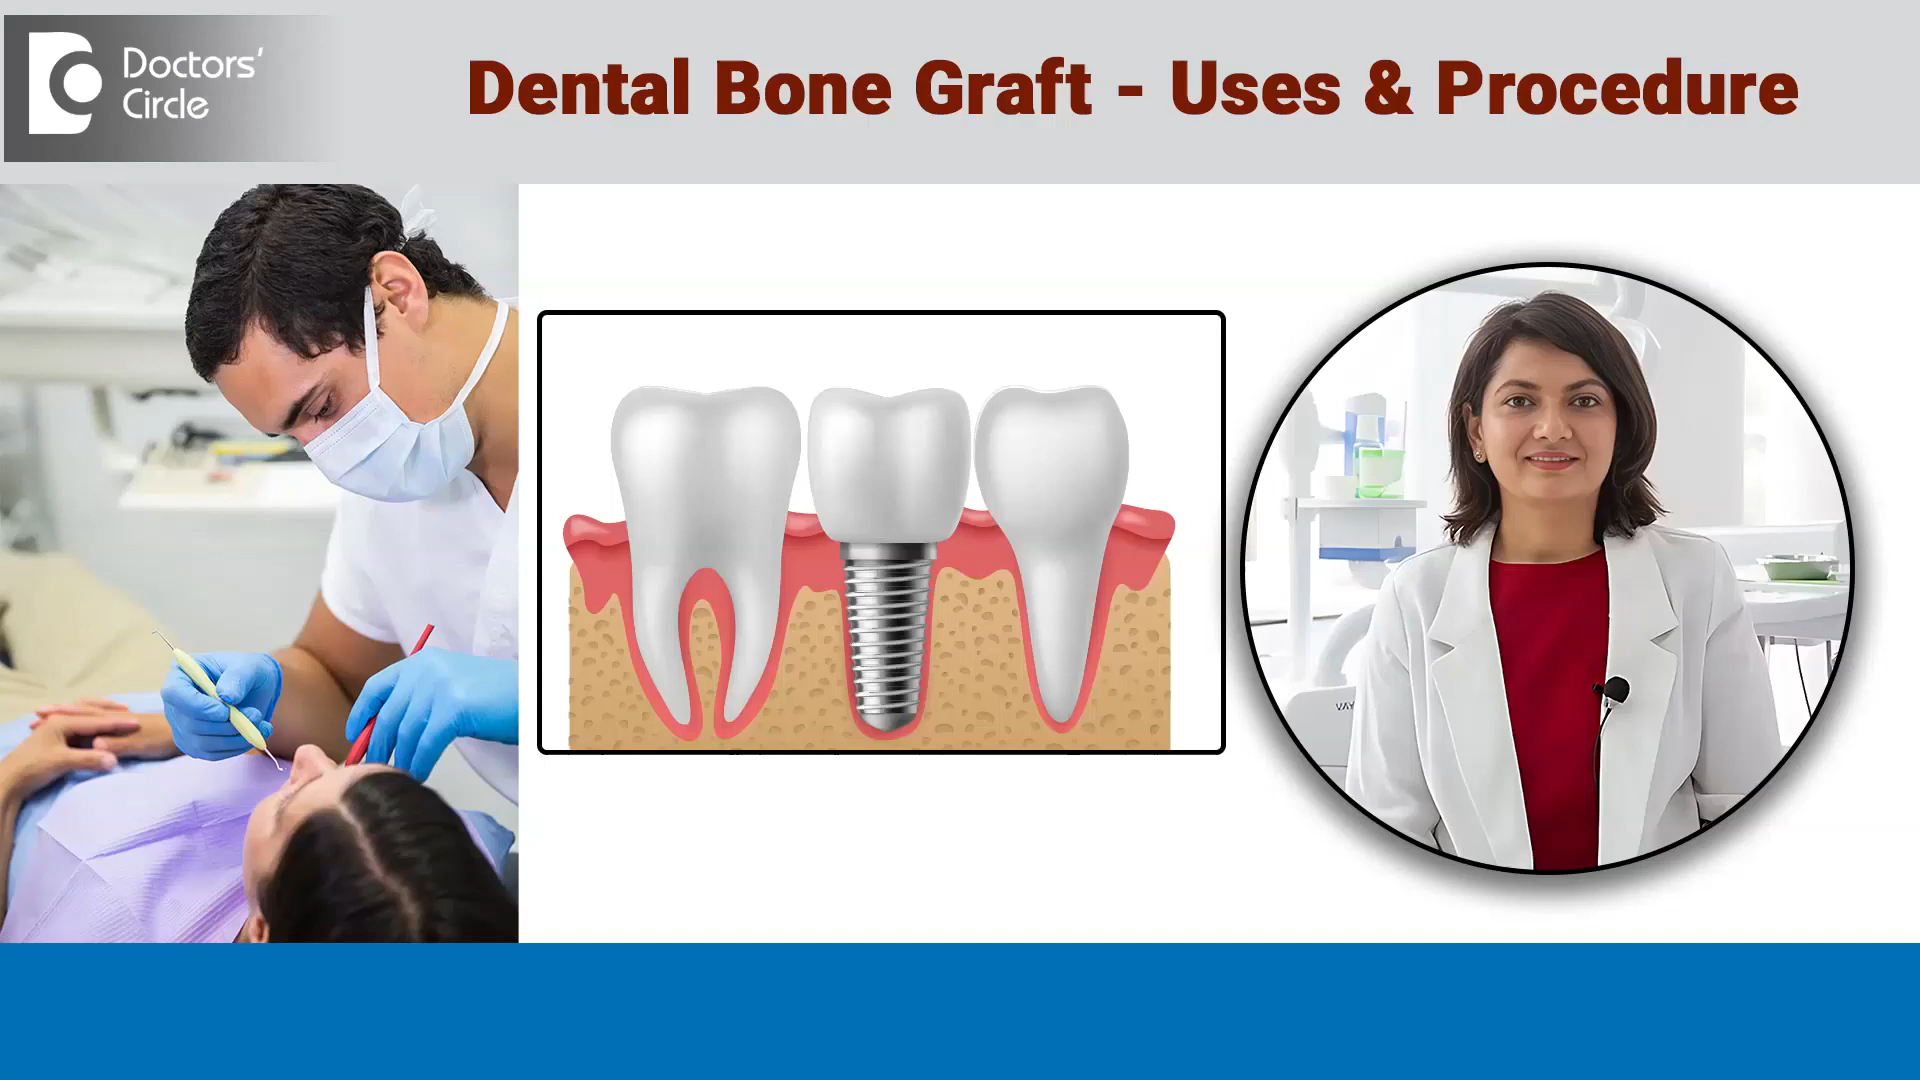 Doctors'
Circle
Dental Bone Graft - Uses & Procedure